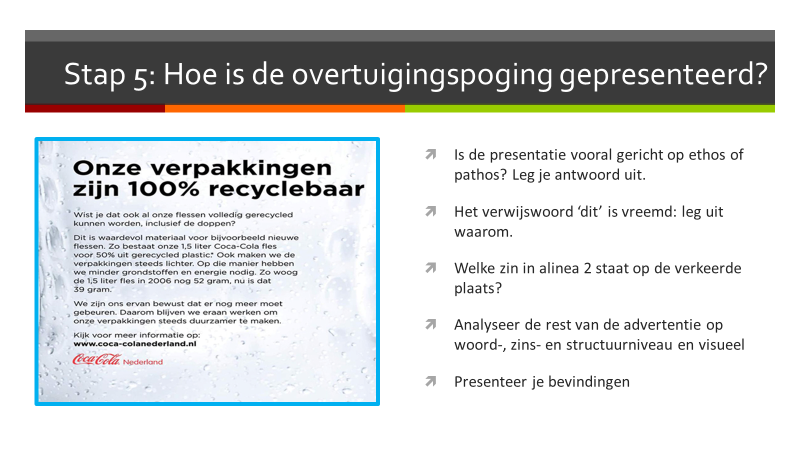 Stap 5: Hoe is de overtuigingspoging gepresenteerd?
Onze verpakkingen
zijn 100% recyclebaar
Wist je dat ook al onze flessen volledig gerecycled
kunnen worden, inclusief de doppen?
Dit is waardevol materiaal voor bijvoorbeeld nieuwe
flessen. Zo bestaat onze 1,5 liter Coca-Cola fles
voor 50% uit gerecycled plastic.* Ook maken we de
verpakkingen steeds lichter. Op die manier hebben
we minder grondstoffen en energie nodig. Zo woog
de 1,5 liter fles in 2006 nog 52 gram, nu is dat
39 gram.
We zijn ons ervan bewust dat er nog meer moet
gebeuren. Daarom blijven we eraan werken om
onze verpakkingen steeds duurzamer te maken.
Kijk voor meer informatie op:
www.coca-colanederland.nl
Coca-Cola Nederland
Is de presentatie vooral gericht op ethos of
pathos? Leg je antwoord uit.
Het verwijswoord ‘dit’ is vreemd: leg uit
waarom.
Welke zin in alinea 2 staat op de verkeerde
plaats?
Analyseer de rest van de advertentie op
woord-, zins- en structuurniveau en visueel
Presenteer je bevindingen